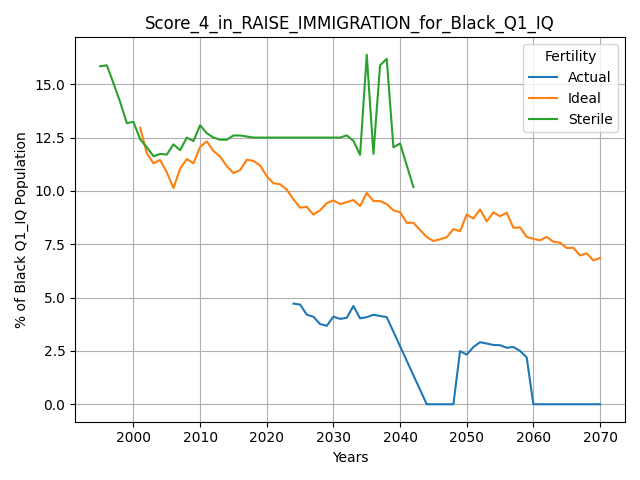 Score_4_in_RAISE_IMMIGRATION_for_Black_Q1_IQ
Fertility
Actual
Ideal
Sterile
% of Black Q1_IQ Population
15.0
12.5
10.0
7.5
5.0
2.5
0.0
2000 2010 2020 2030 2040 2050 2060 2070
Years